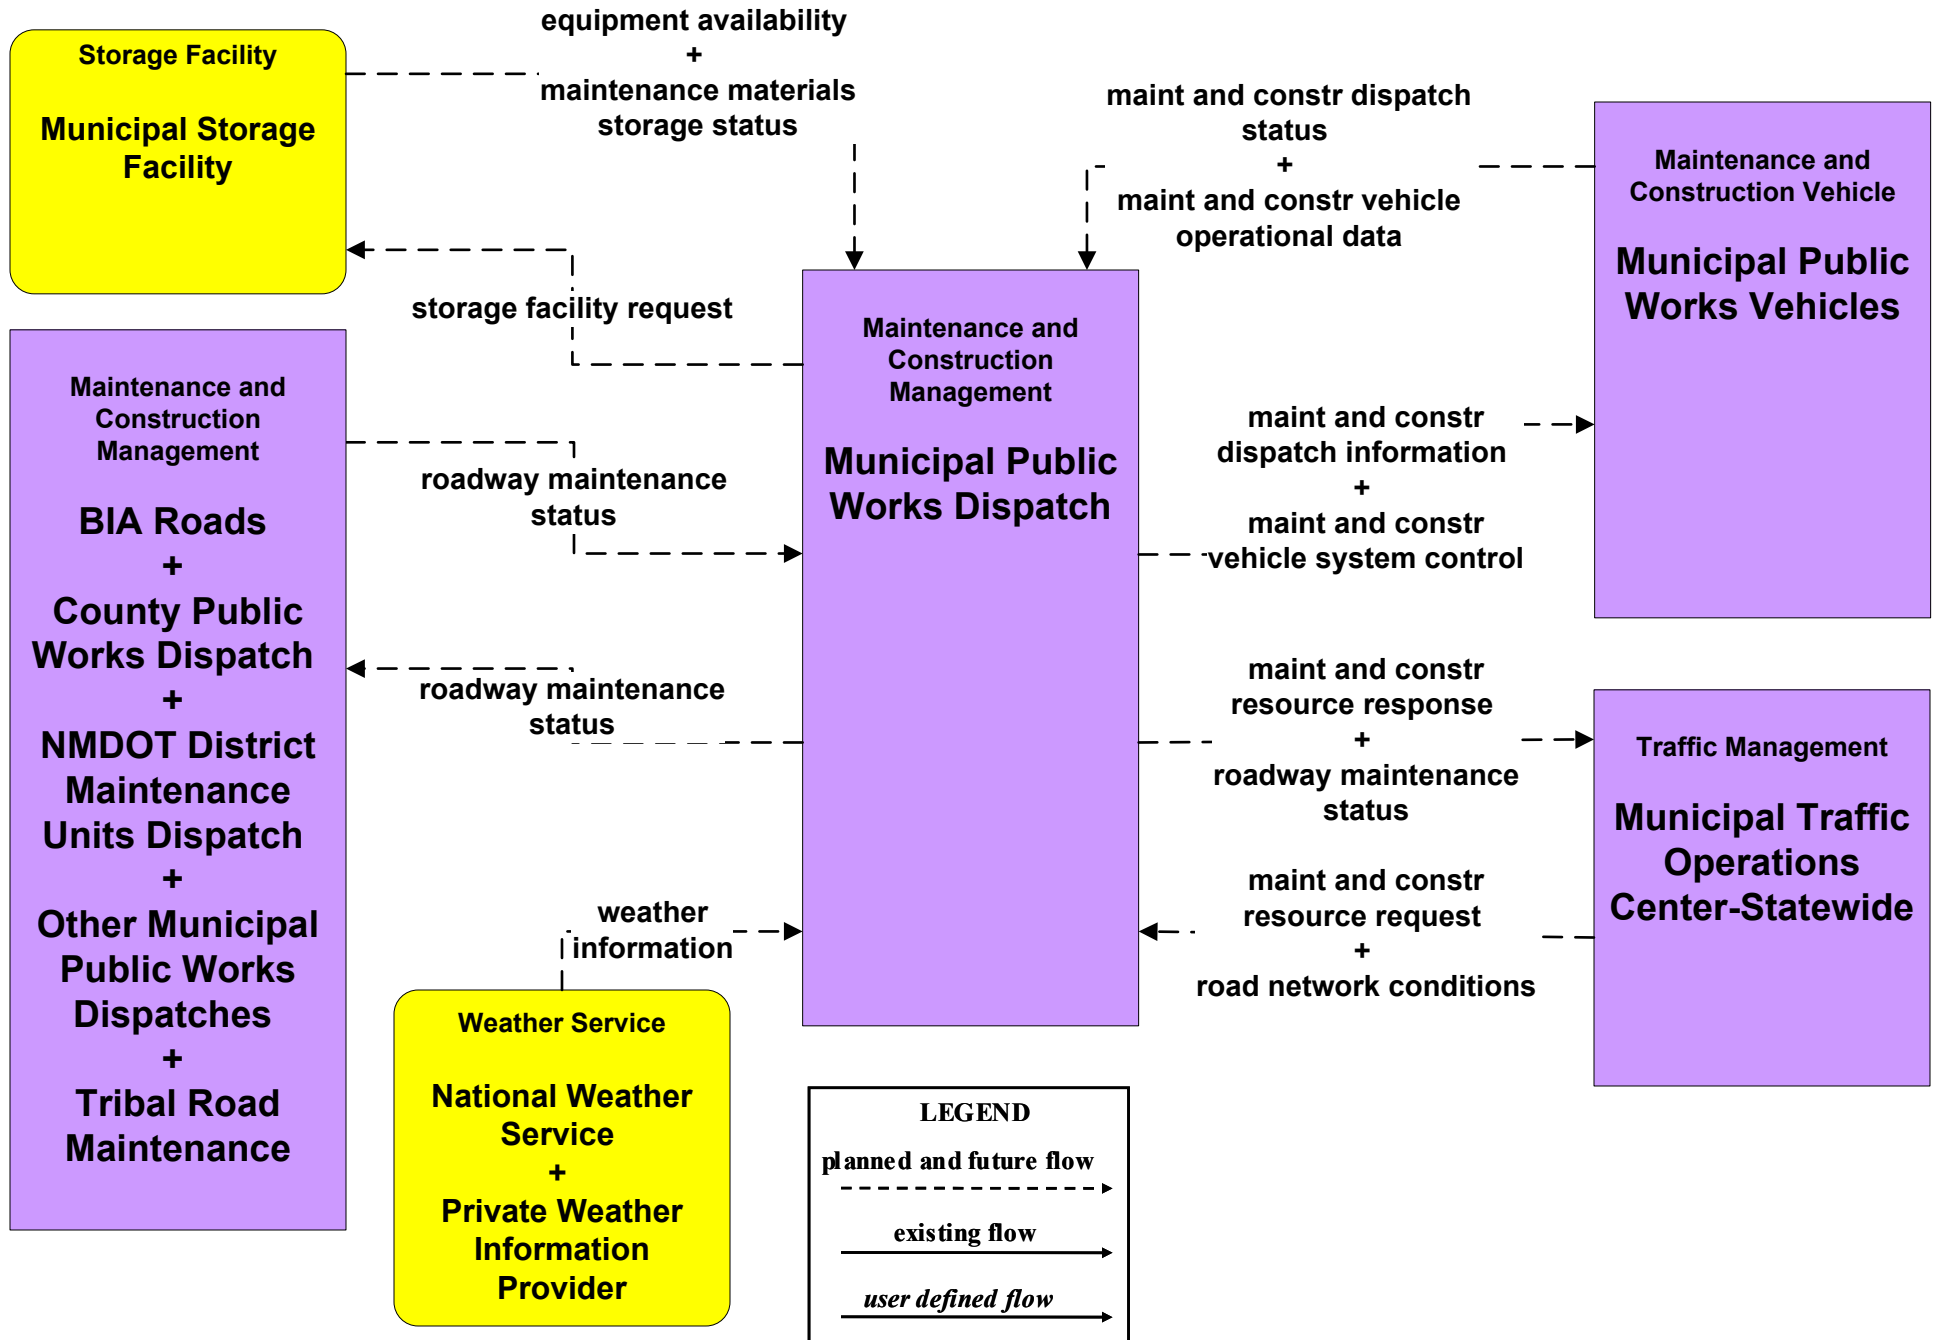 equipment availability
+
maintenance materials
storage status
Storage Facility
Municipal Storage
Facility
maint and constr dispatch
status
+
maint and constr vehicle
operational data
Maintenance and
Construction Vehicle
Municipal Public
Works Vehicles
storage facility request
Maintenance and
Construction
Management
Municipal Public
Works Dispatch
Maintenance and
Construction
Management
BIA Roads
+
County Public
Works Dispatch
+
NMDOT District
Maintenance
Units Dispatch
+
Other Municipal
Public Works
Dispatches
+
Tribal Road
Maintenance
roadway maintenance
status
roadway maintenance
status
maint and constr
dispatch information
+
maint and constr
vehicle system control
maint and constr
resource response
+
roadway maintenance
status
Traffic Management
Municipal Traffic
Operations
Center-Statewide
maint and constr
resource request
+
road network conditions
weather
information
Weather Service
National Weather
Service
+
Private Weather
Information
Provider
LEGEND
planned and future flow
existing flow
user defined flow